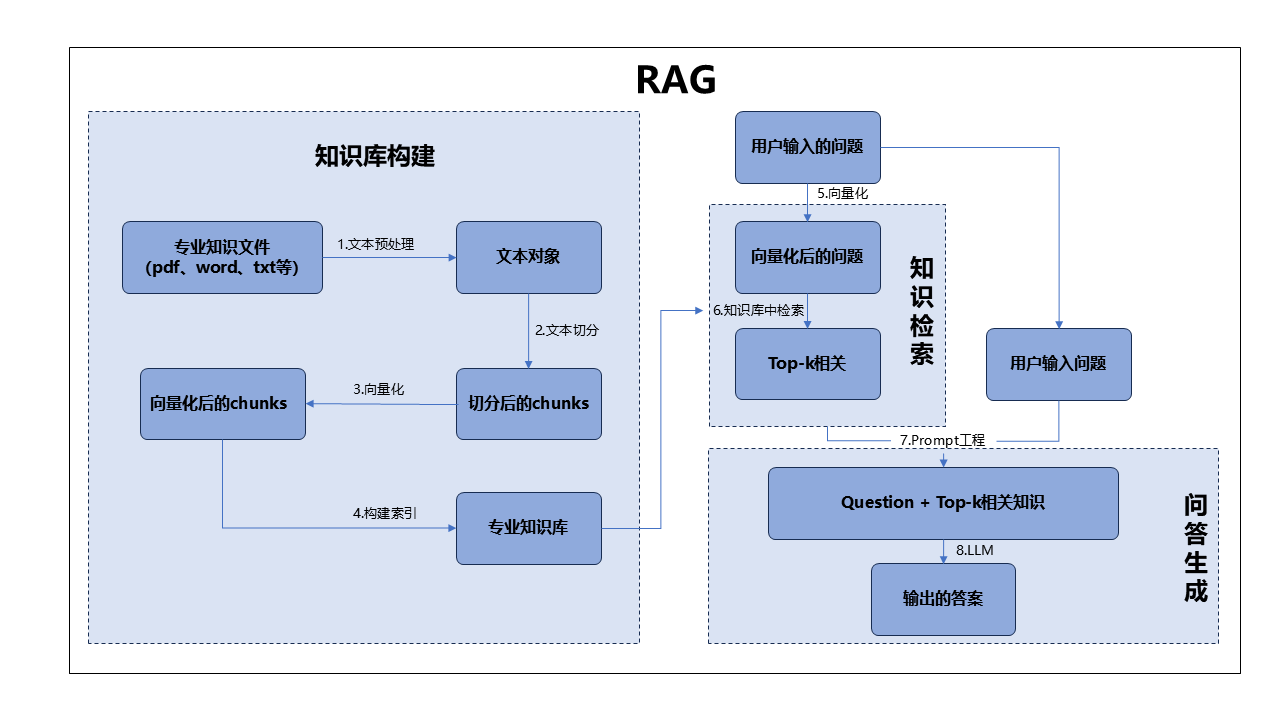 RAG
知识库构建
专业知识文件
(pdf、word、txt等)
1.文本预处理
文本对象
2.文本切分
切分后的chunks
3.向量化
向量化后的chunks
4.构建索引
专业知识库
用户输入的问题
5.向量化
向量化后的问题
6.知识库中检索
Top-k相关
知识检索
用户输入问题
7.Prompt工程
Question + Top-k相关知识
8.LLM
输出的答案
问答生成